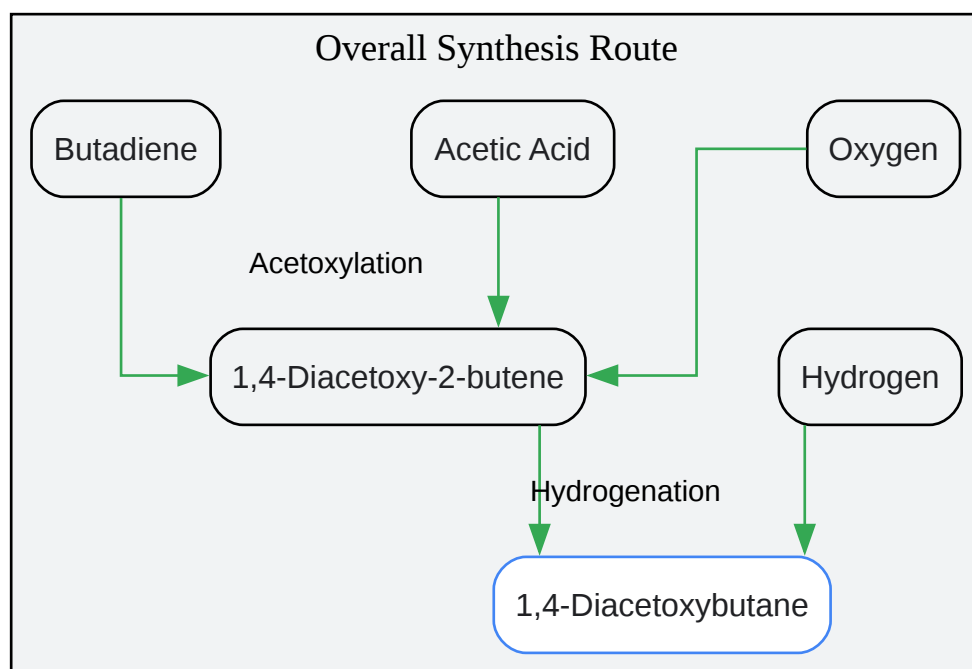 Overall Synthesis Route
Butadiene
Acetic Acid
Oxygen
Acetoxylation
1,4-Diacetoxy-2-butene
Hydrogen
Hydrogenation
1,4-Diacetoxybutane